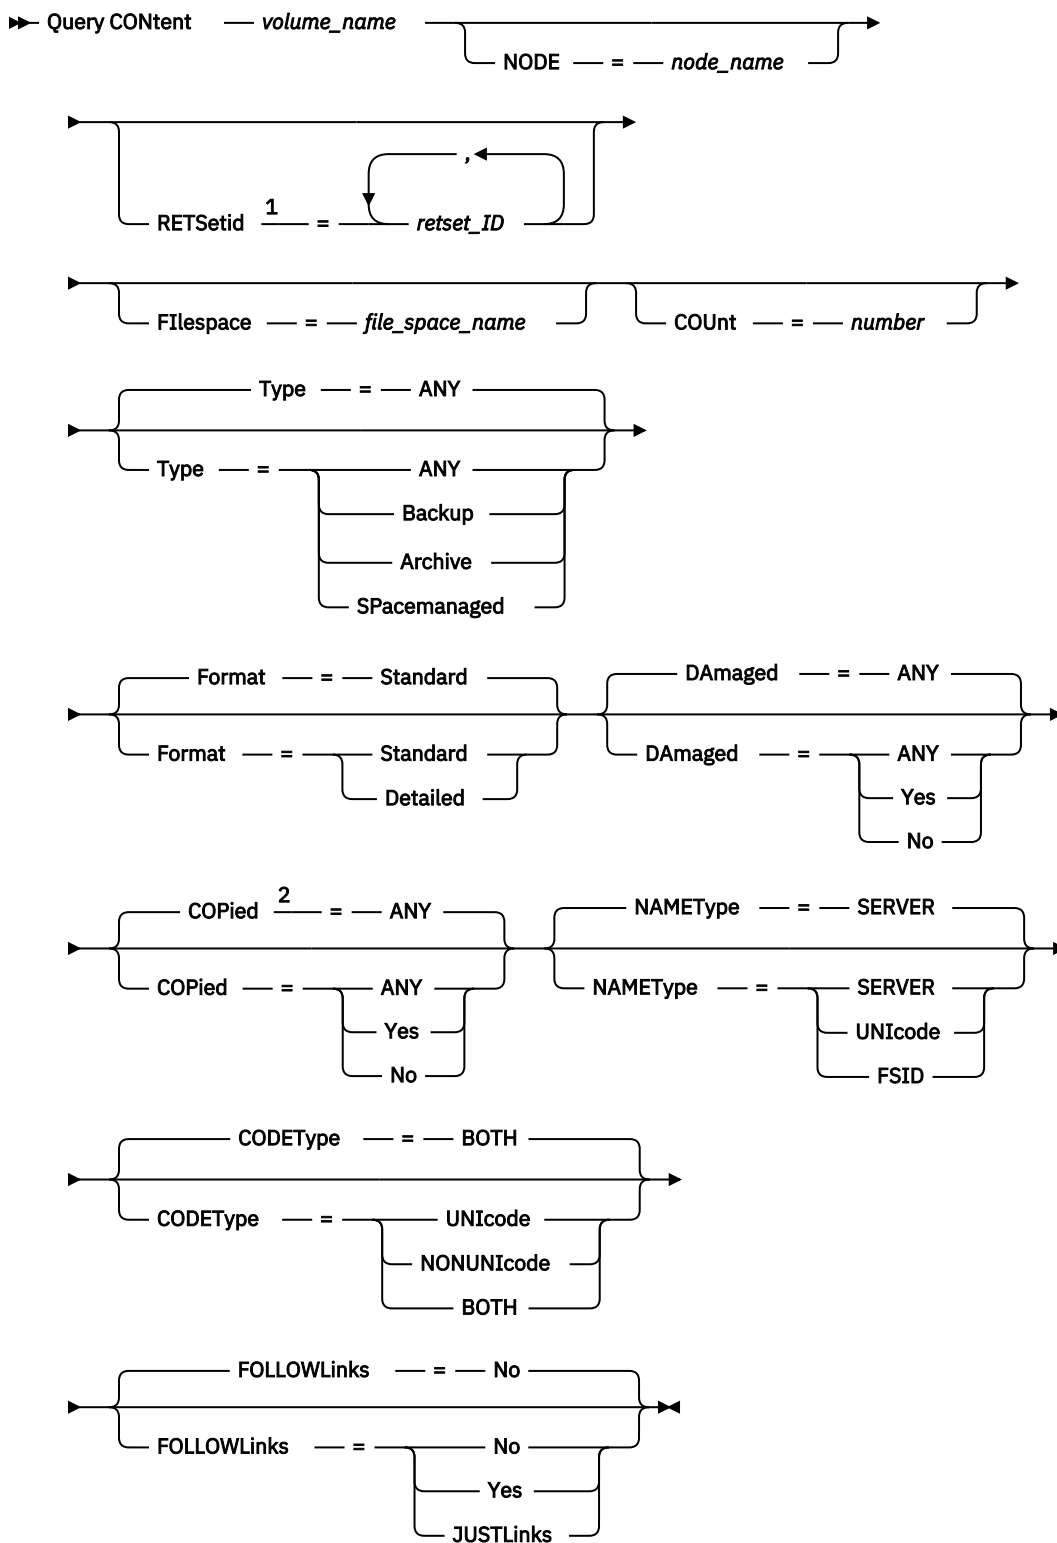 Query CONtent volume_name
NODE = node_name
,
RETSetid 1 = retset_ID
FIlespace = file_space_name COUnt = number
Type = ANY
Type = ANY
Backup
Archive
SPacemanaged
Format = Standard DAmaged = ANY
Format = Standard DAmaged = ANY
Detailed Yes
No
COPied 2 = ANY NAMEType = SERVER
COPied = ANY NAMEType = SERVER
Yes UNIcode
No FSID
CODEType = BOTH
CODEType = UNIcode
NONUNIcode
BOTH
FOLLOWLinks = No
FOLLOWLinks = No
Yes
JUSTLinks